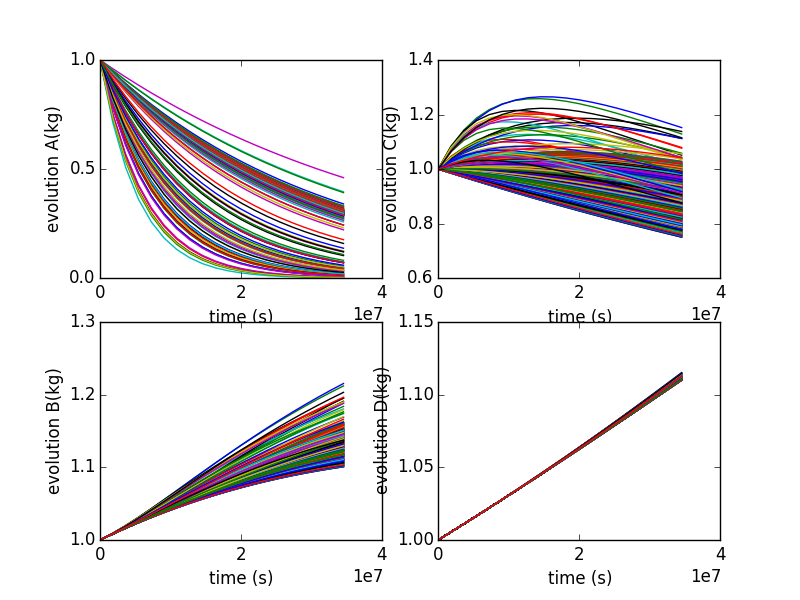 evolution A(kg)
1.0
0.5
0.0
0
2
4
1e7
time (s)
evolution C(kg)
1.4
1.2
1.0
0.8
0.6
0
2
4
1e7
time (s)
evolution B(kg)
1.3
1.2
1.1
1.0
0
2
4
1e7
time (s)
evolution D(kg)
1.15
1.10
1.05
1.00
0
2
4
1e7
time (s)